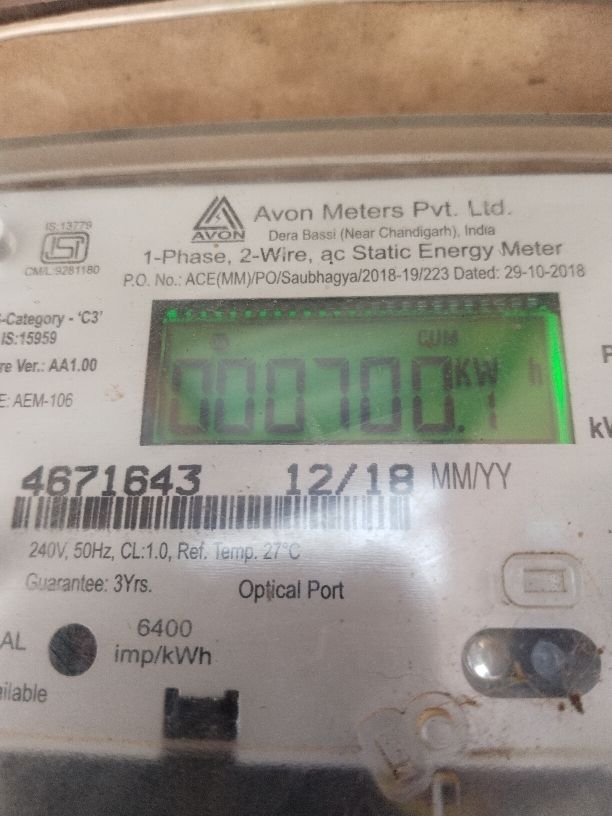 IS:13779
ISI
CM/L:9281180
AVON
Avon Meters Pvt. Ltd.
Dera Bassi (Near Chandigarh), India
1-Phase, 2-Wire, ac Static Energy Meter
P.O. No.: ACE(MM)/PO/Saubhagya/2018-19/223 Dated: 29-10-2018
-Category - 'C3'
IS:15959
re Ver.: AA1.00
E: AEM-106
CUM
000700.1 KW h
4671643 12/18 MM/YY
240V, 50Hz, CL:1.0, Ref. Temp. 27°C
Guarantee: 3Yrs.
Optical Port
AL
6400
imp/kWh
ailable